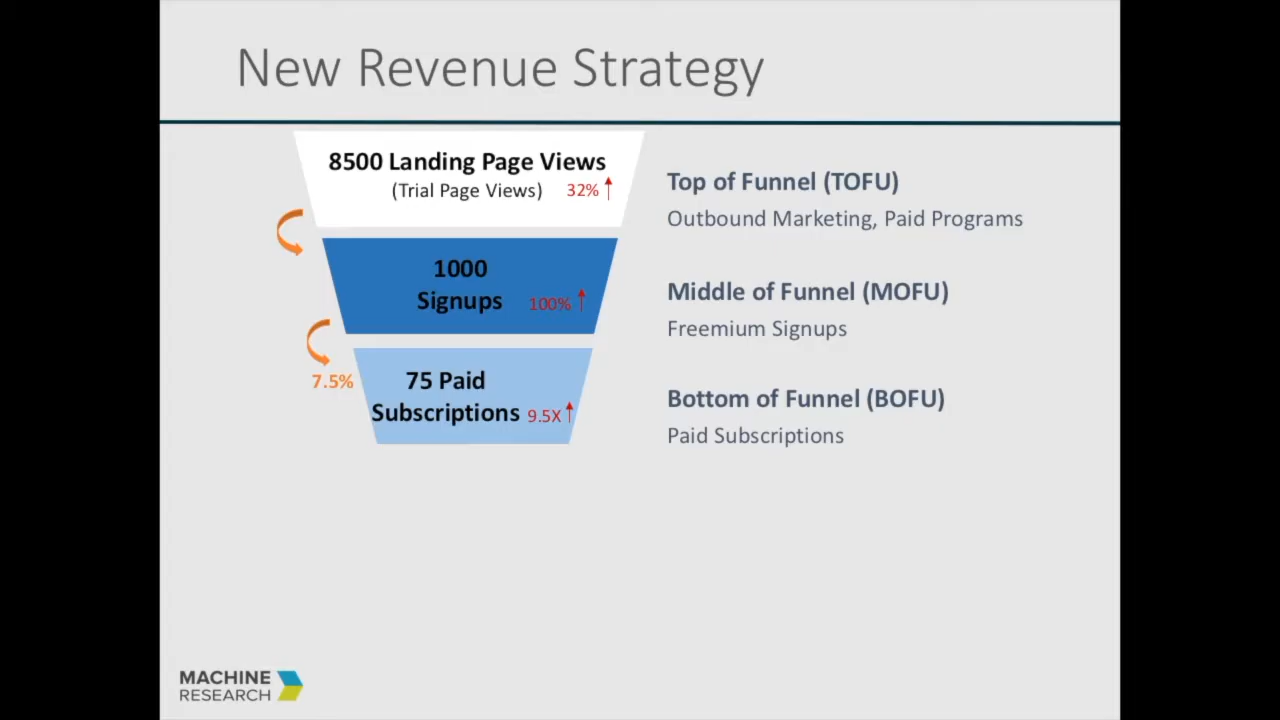 New Revenue Strategy
8500 Landing Page Views
(Trial Page Views) 32%
Top of Funnel (TOFU)
Outbound Marketing, Paid Programs
1000
Signups 100%
Middle of Funnel (MOFU)
Freemium Signups
7.5%
75 Paid
Subscriptions 9.5X
Bottom of Funnel (BOFU)
Paid Subscriptions
MACHINE
RESEARCH